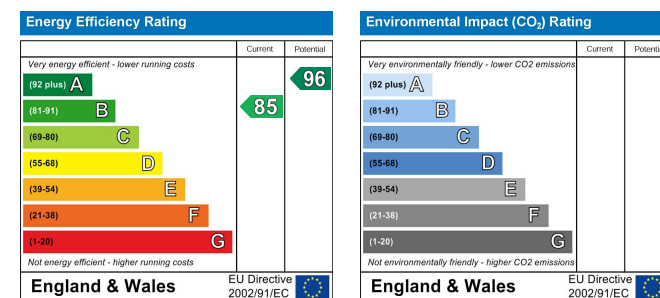 Energy Efficiency Rating
Current Potential
Very energy efficient - lower running costs
(92 plus) A
96
(81-91) B
85
(69-80) C
(55-68) D
(39-54) E
(21-38) F
(1-20) G
Not energy efficient - higher running costs
England & Wales
EU Directive
2002/91/EC
Environmental Impact (CO₂) Rating
Current Potentia
Very environmentally friendly - lower CO2 emissions
(92 plus) A
(81-91) B
(69-80) C
(55-68) D
(39-54) E
(21-38) F
(1-20) G
Not environmentally friendly - higher CO2 emissions
England & Wales
EU Directive
2002/91/EC